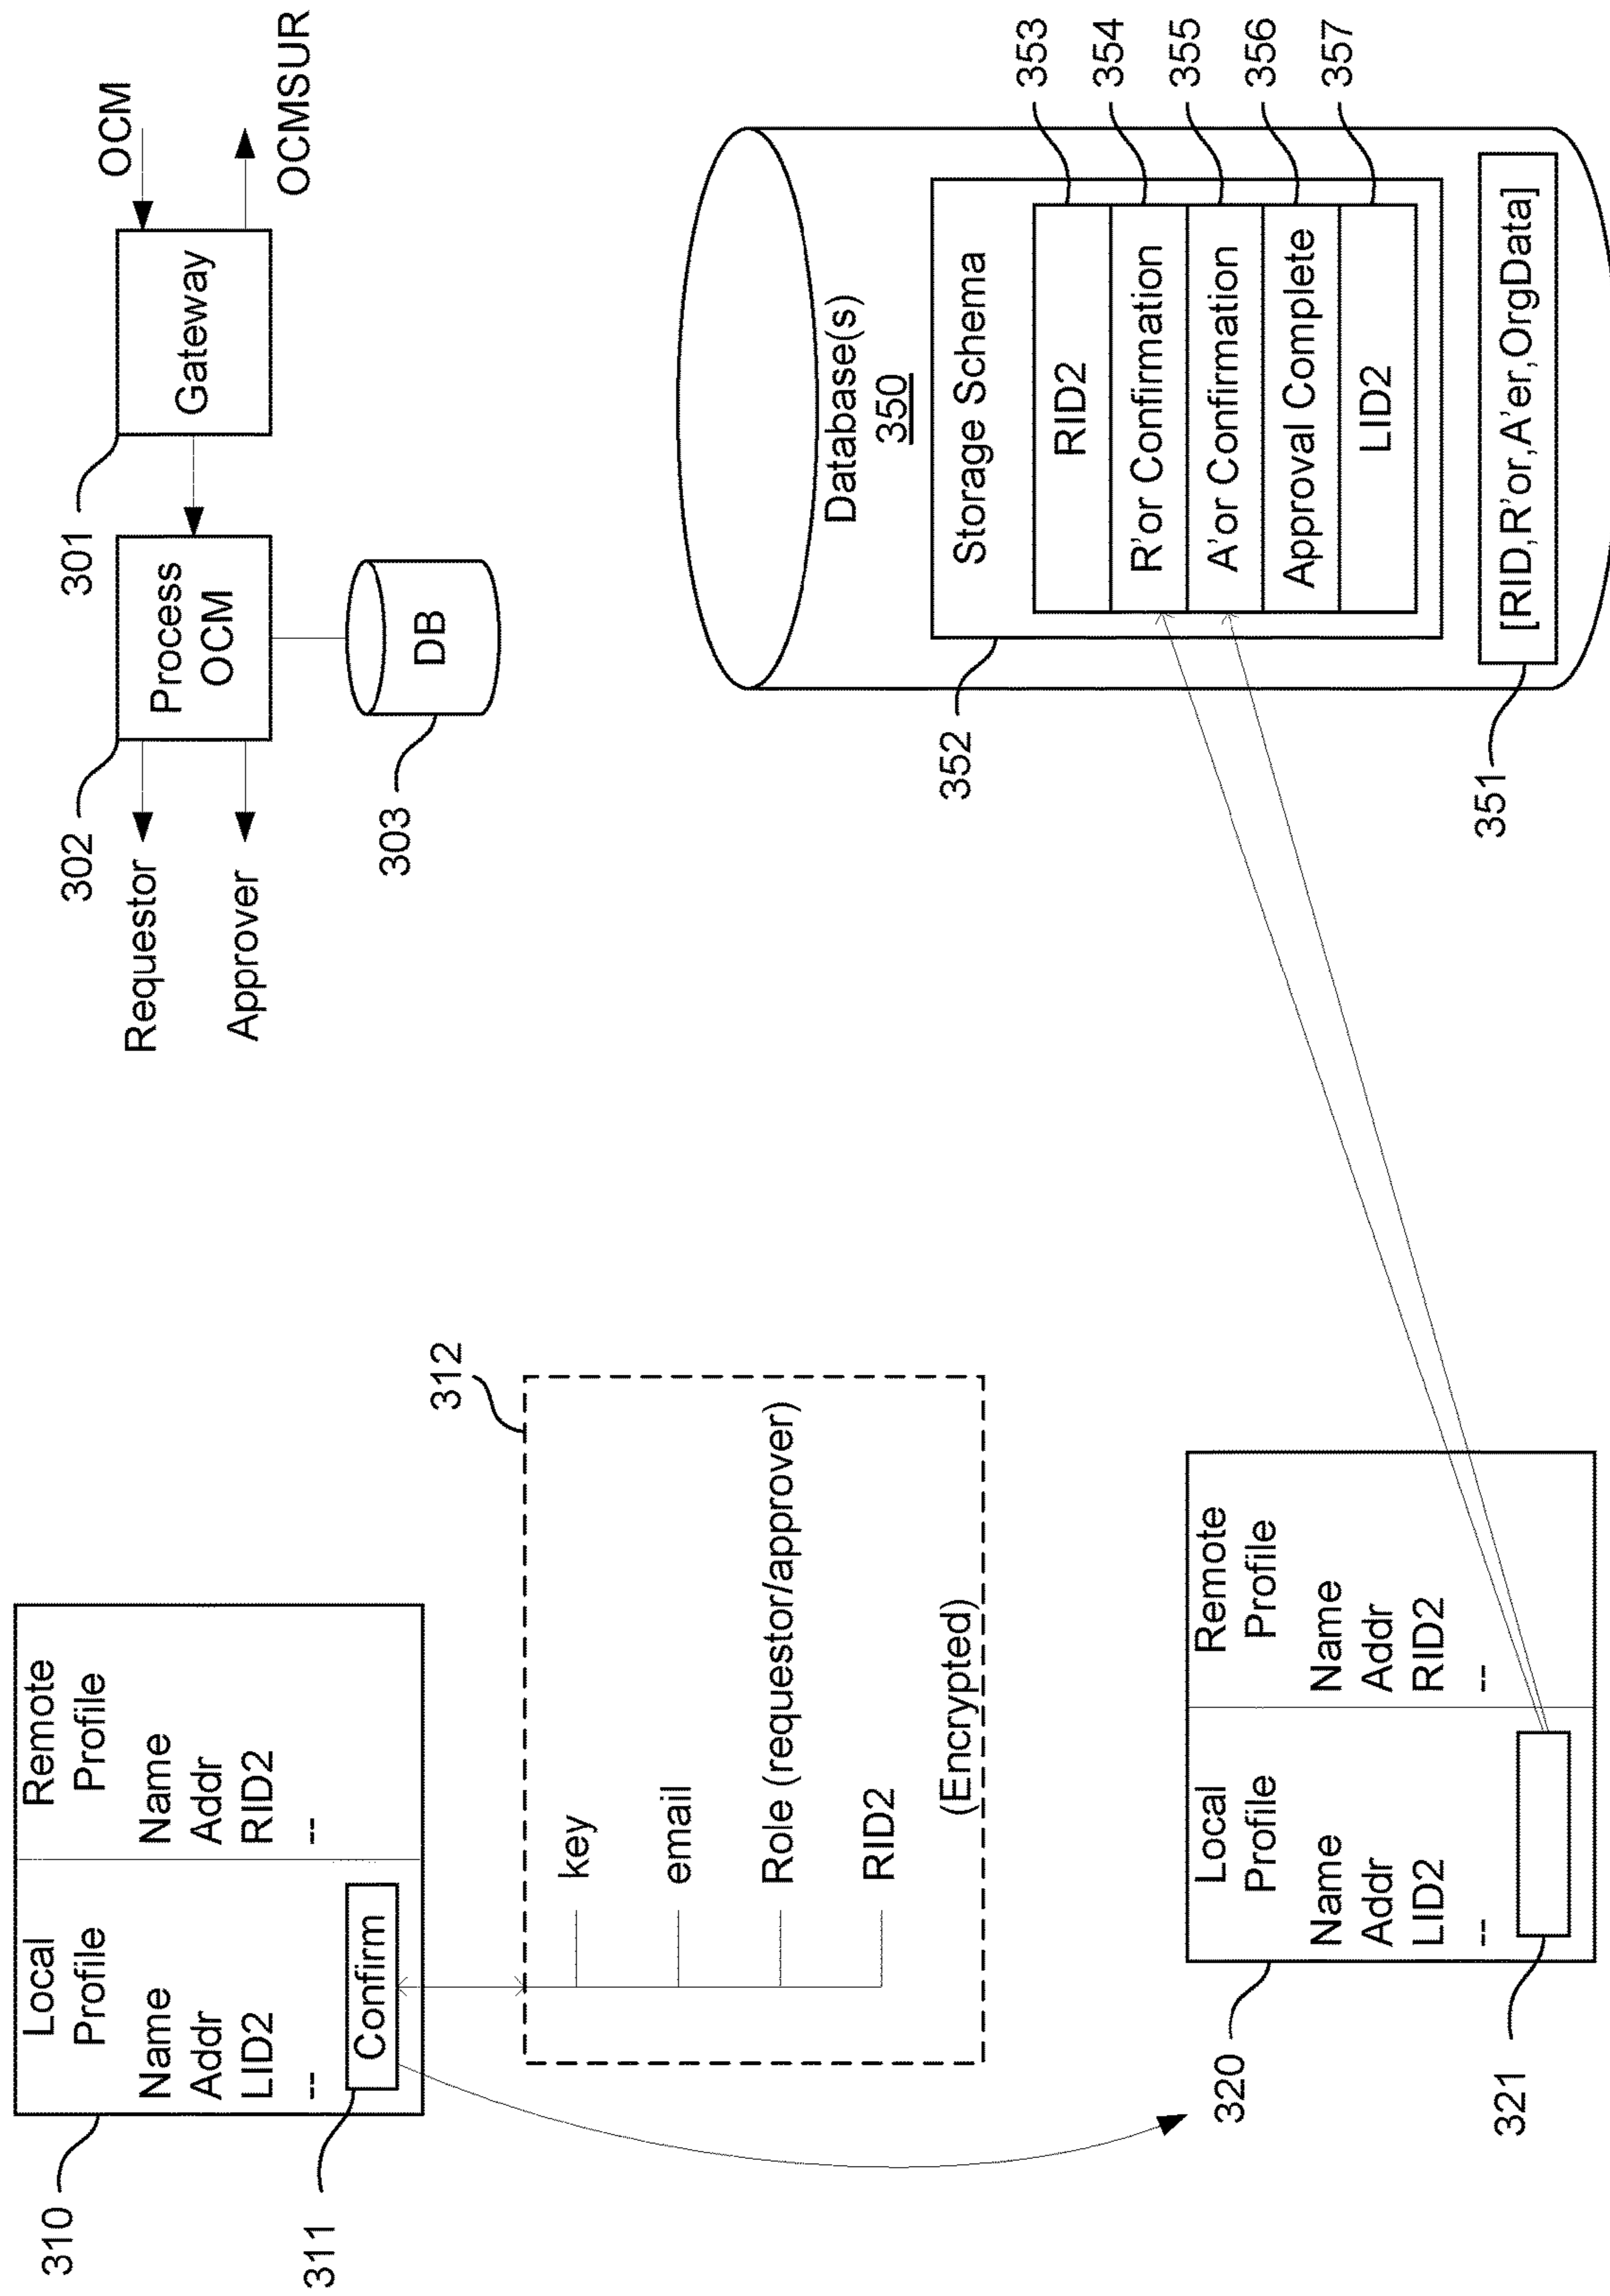 310
Local
Profile
Name
Addr
LID2
--
Remote
Profile
Name
Addr
RID2
--
311
Confirm
312
key
email
Role (requestor/approver)
RID2
(Encrypted)
320
Local
Profile
Name
Addr
LID2
--
Remote
Profile
Name
Addr
RID2
--
321
Requestor
Approver
302
Process
OCM
301
Gateway
OCM
OCMSUR
303
DB
Database(s)
350
352
Storage Schema
RID2
353
R'or Confirmation
354
A'or Confirmation
355
Approval Complete
356
LID2
357
351
[RID,R'or,A'er,OrgData]